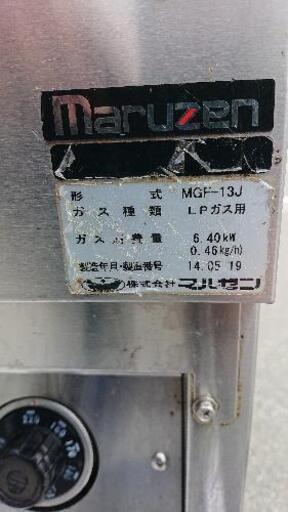 maruzen
形 式 MGF-13J
ガス種類 LPガス用
ガス消費量 6.40kW
0.46kg/h)
製造年月・製造番号 14.05 19
株式会社 マルゼン
220